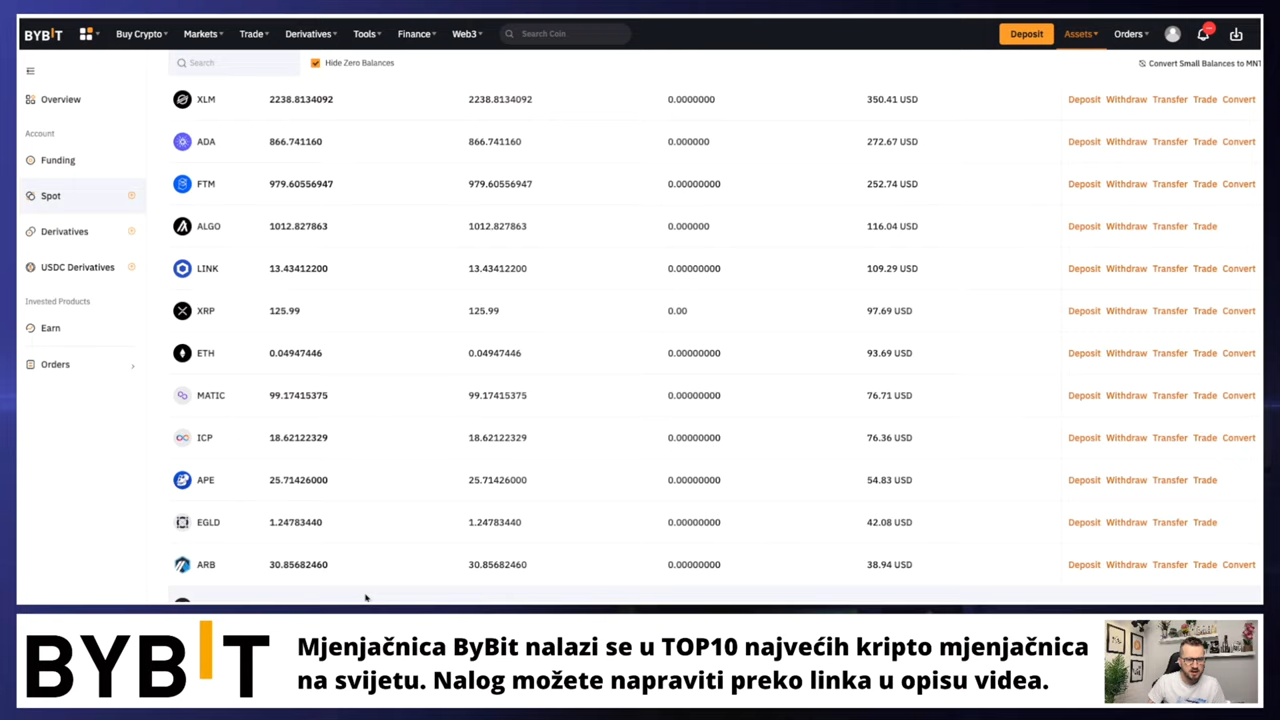 BYBIT Buy Crypto Markets Trade Derivatives Tools Finance Web3 Search Coin Deposit Assets Orders
Search Hide Zero Balances Convert Small Balances to MNT
Overview
Account
Funding
Spot
Derivatives
USDC Derivatives
Invested Products
Earn
Orders
XLM 2238.8134092 2238.8134092 0.0000000 350.41 USD Deposit Withdraw Transfer Trade Convert
ADA 866.741160 866.741160 0.000000 272.67 USD Deposit Withdraw Transfer Trade Convert
FTM 979.60556947 979.60556947 0.00000000 252.74 USD Deposit Withdraw Transfer Trade Convert
ALGO 1012.827863 1012.827863 0.000000 116.04 USD Deposit Withdraw Transfer Trade
LINK 13.43412200 13.43412200 0.00000000 109.29 USD Deposit Withdraw Transfer Trade Convert
XRP 125.99 125.99 0.00 97.69 USD Deposit Withdraw Transfer Trade Convert
ETH 0.04947446 0.04947446 0.00000000 93.69 USD Deposit Withdraw Transfer Trade Convert
MATIC 99.17415375 99.17415375 0.00000000 76.71 USD Deposit Withdraw Transfer Trade Convert
ICP 18.62122329 18.62122329 0.00000000 76.36 USD Deposit Withdraw Transfer Trade Convert
APE 25.71426000 25.71426000 0.00000000 54.83 USD Deposit Withdraw Transfer Trade
EGLD 1.24783440 1.24783440 0.00000000 42.08 USD Deposit Withdraw Transfer Trade
ARB 30.85682460 30.85682460 0.00000000 38.94 USD Deposit Withdraw Transfer Trade Convert
BYBIT
Mjenjačnica ByBit nalazi se u TOP10 najvećih kripto mjenjačnica
na svijetu. Nalog možete napraviti preko linka u opisu videa.